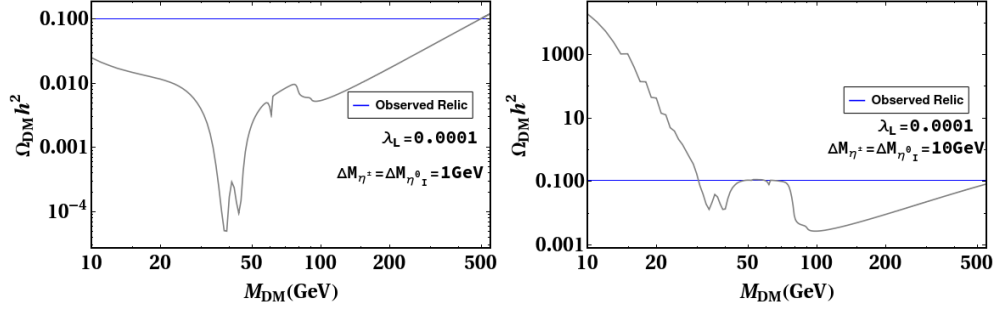 0.100
0.010
0.001
10⁻⁴
Ω_DM h²
10 20 50 100 200 500
M_DM(GeV)
Observed Relic
λ_L=0.0001
ΔM_η± = ΔM_η⁰_I = 1GeV
1000
10
0.100
0.001
Ω_DM h²
10 20 50 100 200 500
M_DM(GeV)
Observed Relic
λ_L=0.0001
ΔM_η± = ΔM_η⁰_I = 10GeV